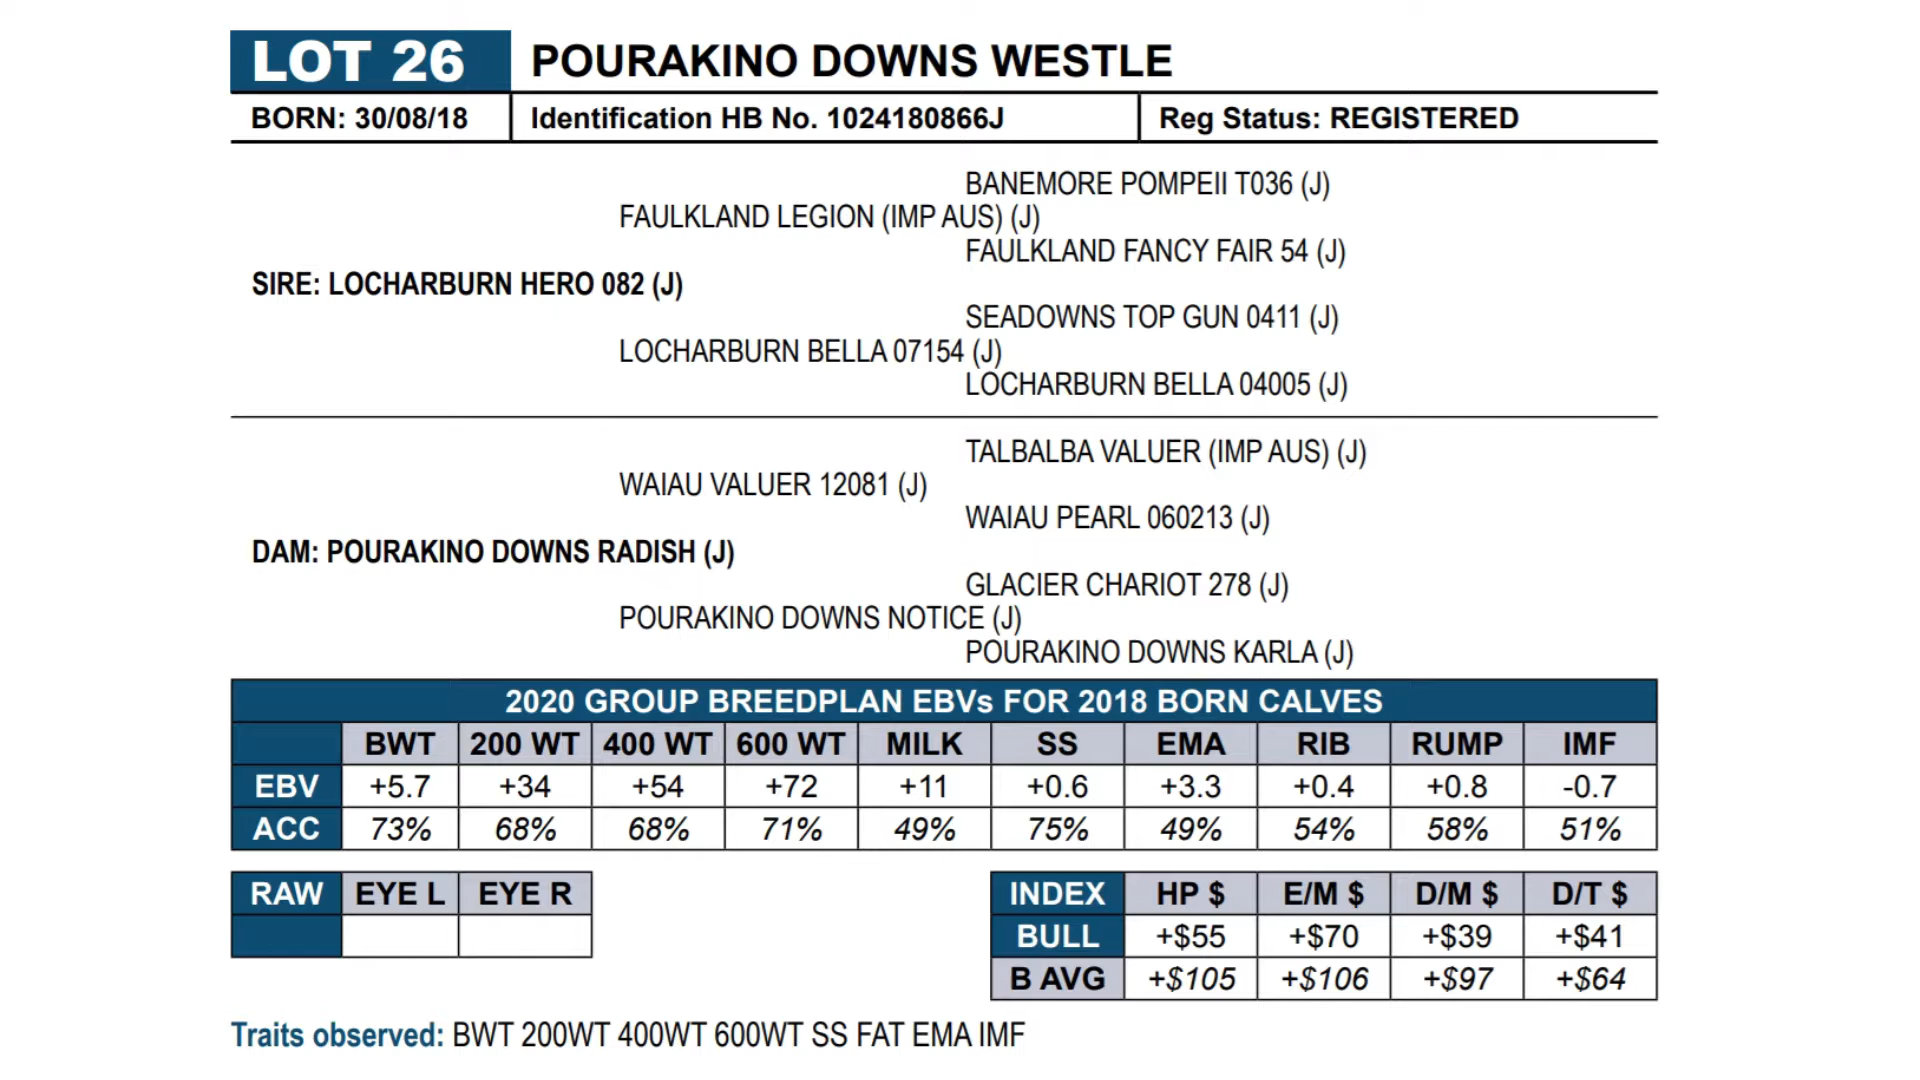 LOT 26 POURAKINO DOWNS WESTLE
BORN: 30/08/18 Identification HB No. 1024180866J Reg Status: REGISTERED
BANEMORE POMPEII T036 (J)
FAULKLAND LEGION (IMP AUS) (J)
FAULKLAND FANCY FAIR 54 (J)
SIRE: LOCHARBURN HERO 082 (J)
SEADOWNS TOP GUN 0411 (J)
LOCHARBURN BELLA 07154 (J)
LOCHARBURN BELLA 04005 (J)
TALBALBA VALUER (IMP AUS) (J)
WAIAU VALUER 12081 (J)
WAIAU PEARL 060213 (J)
DAM: POURAKINO DOWNS RADISH (J)
GLACIER CHARIOT 278 (J)
POURAKINO DOWNS NOTICE (J)
POURAKINO DOWNS KARLA (J)
2020 GROUP BREEDPLAN EBVs FOR 2018 BORN CALVES
BWT 200 WT 400 WT 600 WT MILK SS EMA RIB RUMP IMF
EBV +5.7 +34 +54 +72 +11 +0.6 +3.3 +0.4 +0.8 -0.7
ACC 73% 68% 68% 71% 49% 75% 49% 54% 58% 51%
RAW EYE L EYE R INDEX HP $ E/M $ D/M $ D/T $
BULL +$55 +$70 +$39 +$41
B AVG +$105 +$106 +$97 +$64
Traits observed: BWT 200WT 400WT 600WT SS FAT EMA IMF